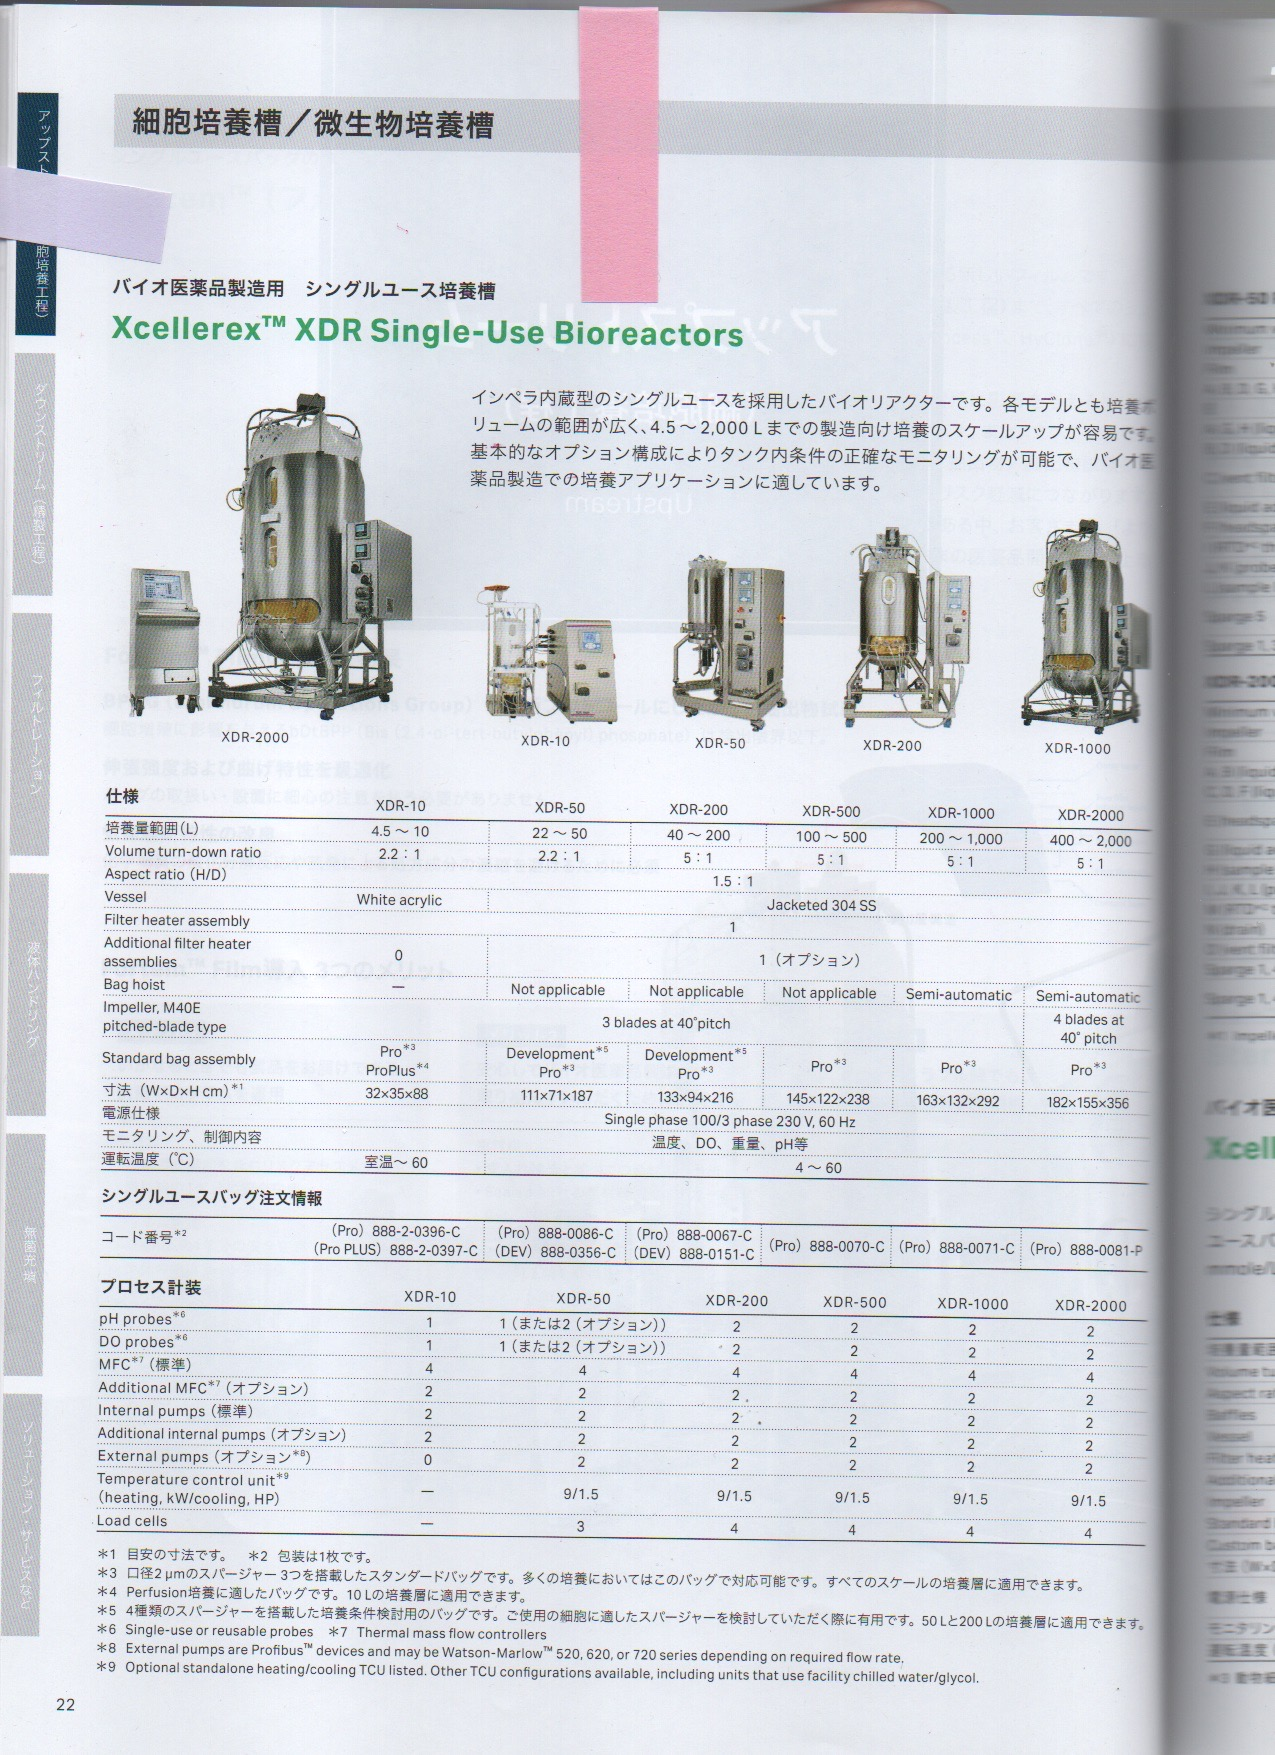 細胞培養槽／微生物培養槽
アップスト
胞培養工程）
ダウンストリーム（精製工程）
フィルトレーション
液体ハンドリング
無菌充填
バイオ医薬品製造用 シングルユース培養槽
Xcellerex™ XDR Single-Use Bioreactors
インペラ内蔵型のシングルユースを採用したバイオリアクターです。各モデルとも培養ボ
リュームの範囲が広く、4.5～2,000 Lまでの製造向け培養のスケールアップが容易です。
基本的なオプション構成によりタンク内条件の正確なモニタリングが可能で、バイオ医
薬品製造での培養アプリケーションに適しています。
XDR-2000
XDR-10
XDR-50
XDR-200
XDR-1000
仕様 XDR-10 XDR-50 XDR-200 XDR-500 XDR-1000 XDR-2000
培養量範囲（L） 4.5～10 22～50 40～200 100～500 200～1,000 400～2,000
Volume turn-down ratio 2.2：1 2.2：1 5：1 5：1 5：1 5：1
Aspect ratio（H/D） 1.5：1
Vessel White acrylic Jacketed 304 SS
Filter heater assembly 1
Additional filter heater
assemblies 0 1（オプション）
Bag hoist — Not applicable Not applicable Not applicable Semi-automatic Semi-automatic
Impeller, M40E
pitched-blade type 3 blades at 40°pitch 4 blades at
40° pitch
Standard bag assembly Pro*3 Development*5 Development*5 Pro*3 Pro*3 Pro*3
ProPlus*4 Pro*3 Pro*3
寸法（W×D×H cm）*1 32×35×88 111×71×187 133×94×216 145×122×238 163×132×292 182×155×356
電源仕様 Single phase 100/3 phase 230 V, 60 Hz
モニタリング、制御内容 温度、DO、重量、pH等
運転温度（℃） 室温～60 4～60
シングルユースバッグ注文情報
コード番号*2 （Pro）888-2-0396-C （Pro）888-0086-C （Pro）888-0067-C （Pro）888-0070-C （Pro）888-0071-C （Pro）888-0081-P
（Pro PLUS）888-2-0397-C （DEV）888-0356-C （DEV）888-0151-C
プロセス計装 XDR-10 XDR-50 XDR-200 XDR-500 XDR-1000 XDR-2000
pH probes*6 1 1（または2（オプション）） 2 2 2 2
DO probes*6 1 1（または2（オプション）） 2 2 2 2
MFC*7（標準） 4 4 4 4 4 4
Additional MFC*7（オプション） 2 2 2 2 2 2
Internal pumps（標準） 2 2 2 2 2 2
Additional internal pumps（オプション） 2 2 2 2 2 2
External pumps（オプション*8） 0 2 2 2 2 2
Temperature control unit*9
（heating, kW/cooling, HP） — 9/1.5 9/1.5 9/1.5 9/1.5 9/1.5
Load cells — 3 4 4 4 4
*1 目安の寸法です。 *2 包装は1枚です。
*3 口径2 μmのスパージャー3つを搭載したスタンダードバッグです。多くの培養においてはこのバッグで対応可能です。すべてのスケールの培養層に適用できます。
*4 Perfusion培養に適したバッグです。10 Lの培養層に適用できます。
*5 4種類のスパージャーを搭載した培養条件検討用のバッグです。ご使用の細胞に適したスパージャーを検討していただく際に有用です。50 Lと200 Lの培養層に適用できます。
*6 Single-use or reusable probes *7 Thermal mass flow controllers
*8 External pumps are Profibus™ devices and may be Watson-Marlow™ 520, 620, or 720 series depending on required flow rate.
*9 Optional standalone heating/cooling TCU listed. Other TCU configurations available, including units that use facility chilled water/glycol.
22